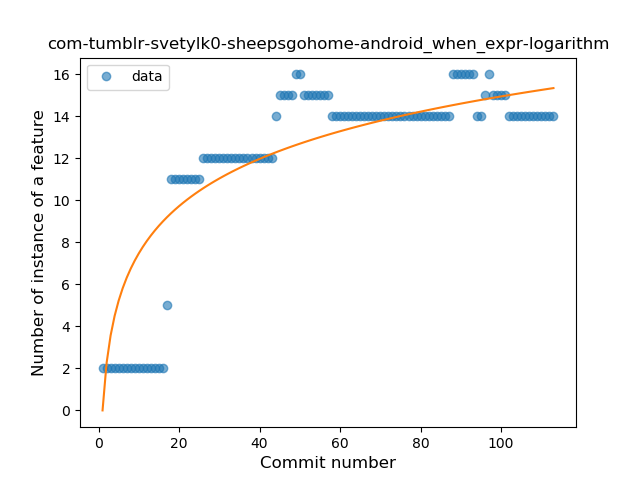 com-tumblr-svetylk0-sheepsgohome-android_when_expr-logarithm
data
16
14
12
10
8
6
4
2
0
Number of instance of a feature
0 20 40 60 80 100
Commit number